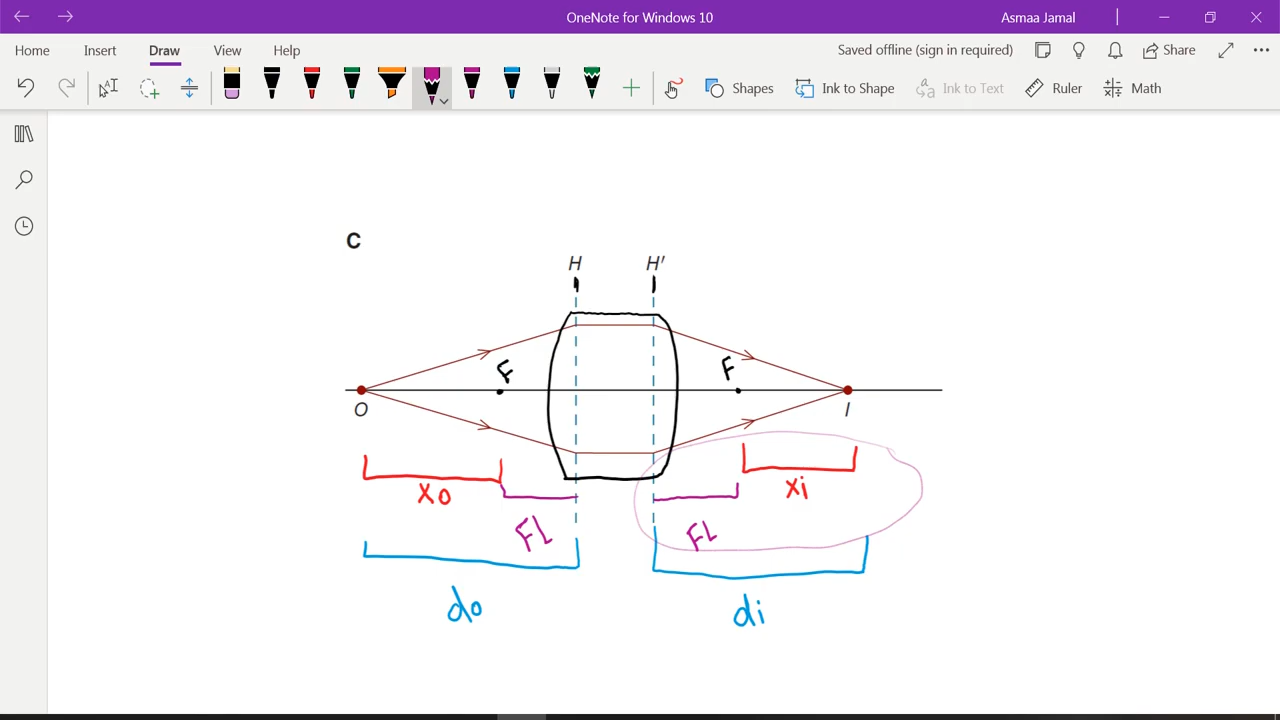 OneNote for Windows 10
Asmaa Jamal
Home Insert Draw View Help
Saved offline (sign in required)
Share
Shapes
Ink to Shape
Ink to Text
Ruler
Math
C
H H'
F F
O I
xo xi
FL FL
do di